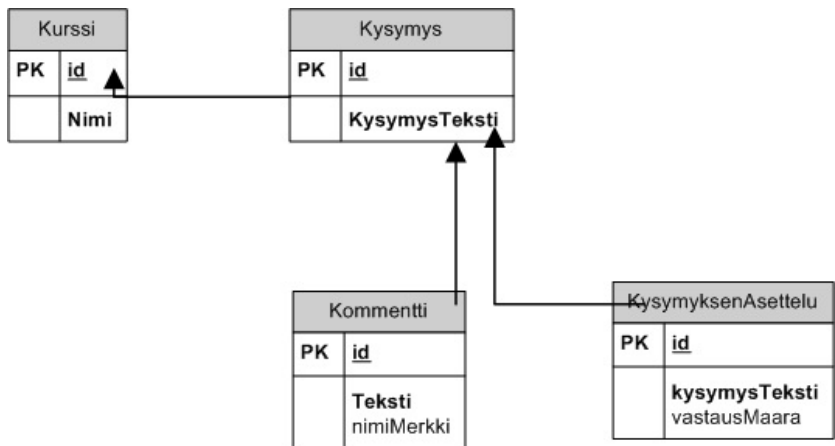 Kurssi
PK id
Nimi
Kysymys
PK id
KysymysTeksti
Kommentti
PK id
Teksti
nimiMerkki
KysymyksenAsettelu
PK id
kysymysTeksti
vastausMaara